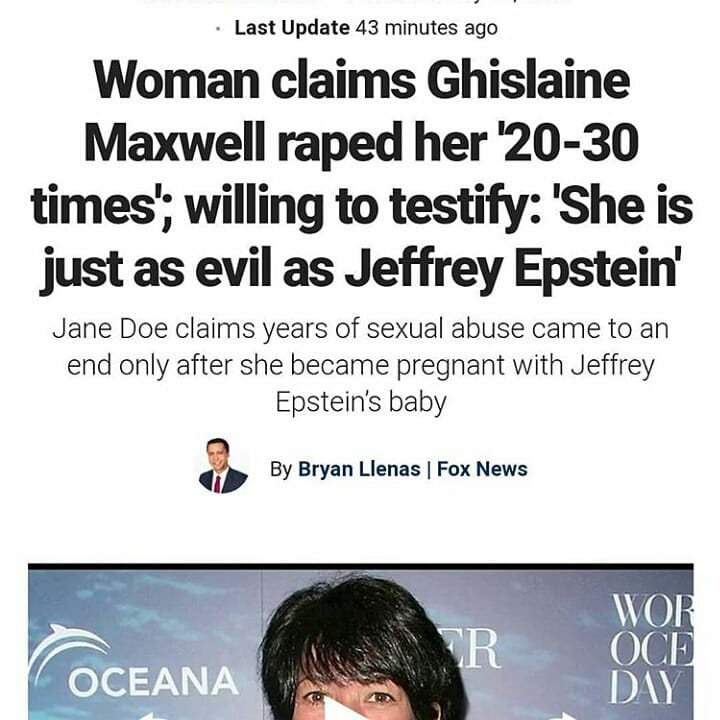 · Last Update 43 minutes ago
Woman claims Ghislaine
Maxwell raped her '20-30
times'; willing to testify: 'She is
just as evil as Jeffrey Epstein'
Jane Doe claims years of sexual abuse came to an
end only after she became pregnant with Jeffrey
Epstein's baby
By Bryan Llenas | Fox News
OCEANA
ER
WOR
OCE
DAY